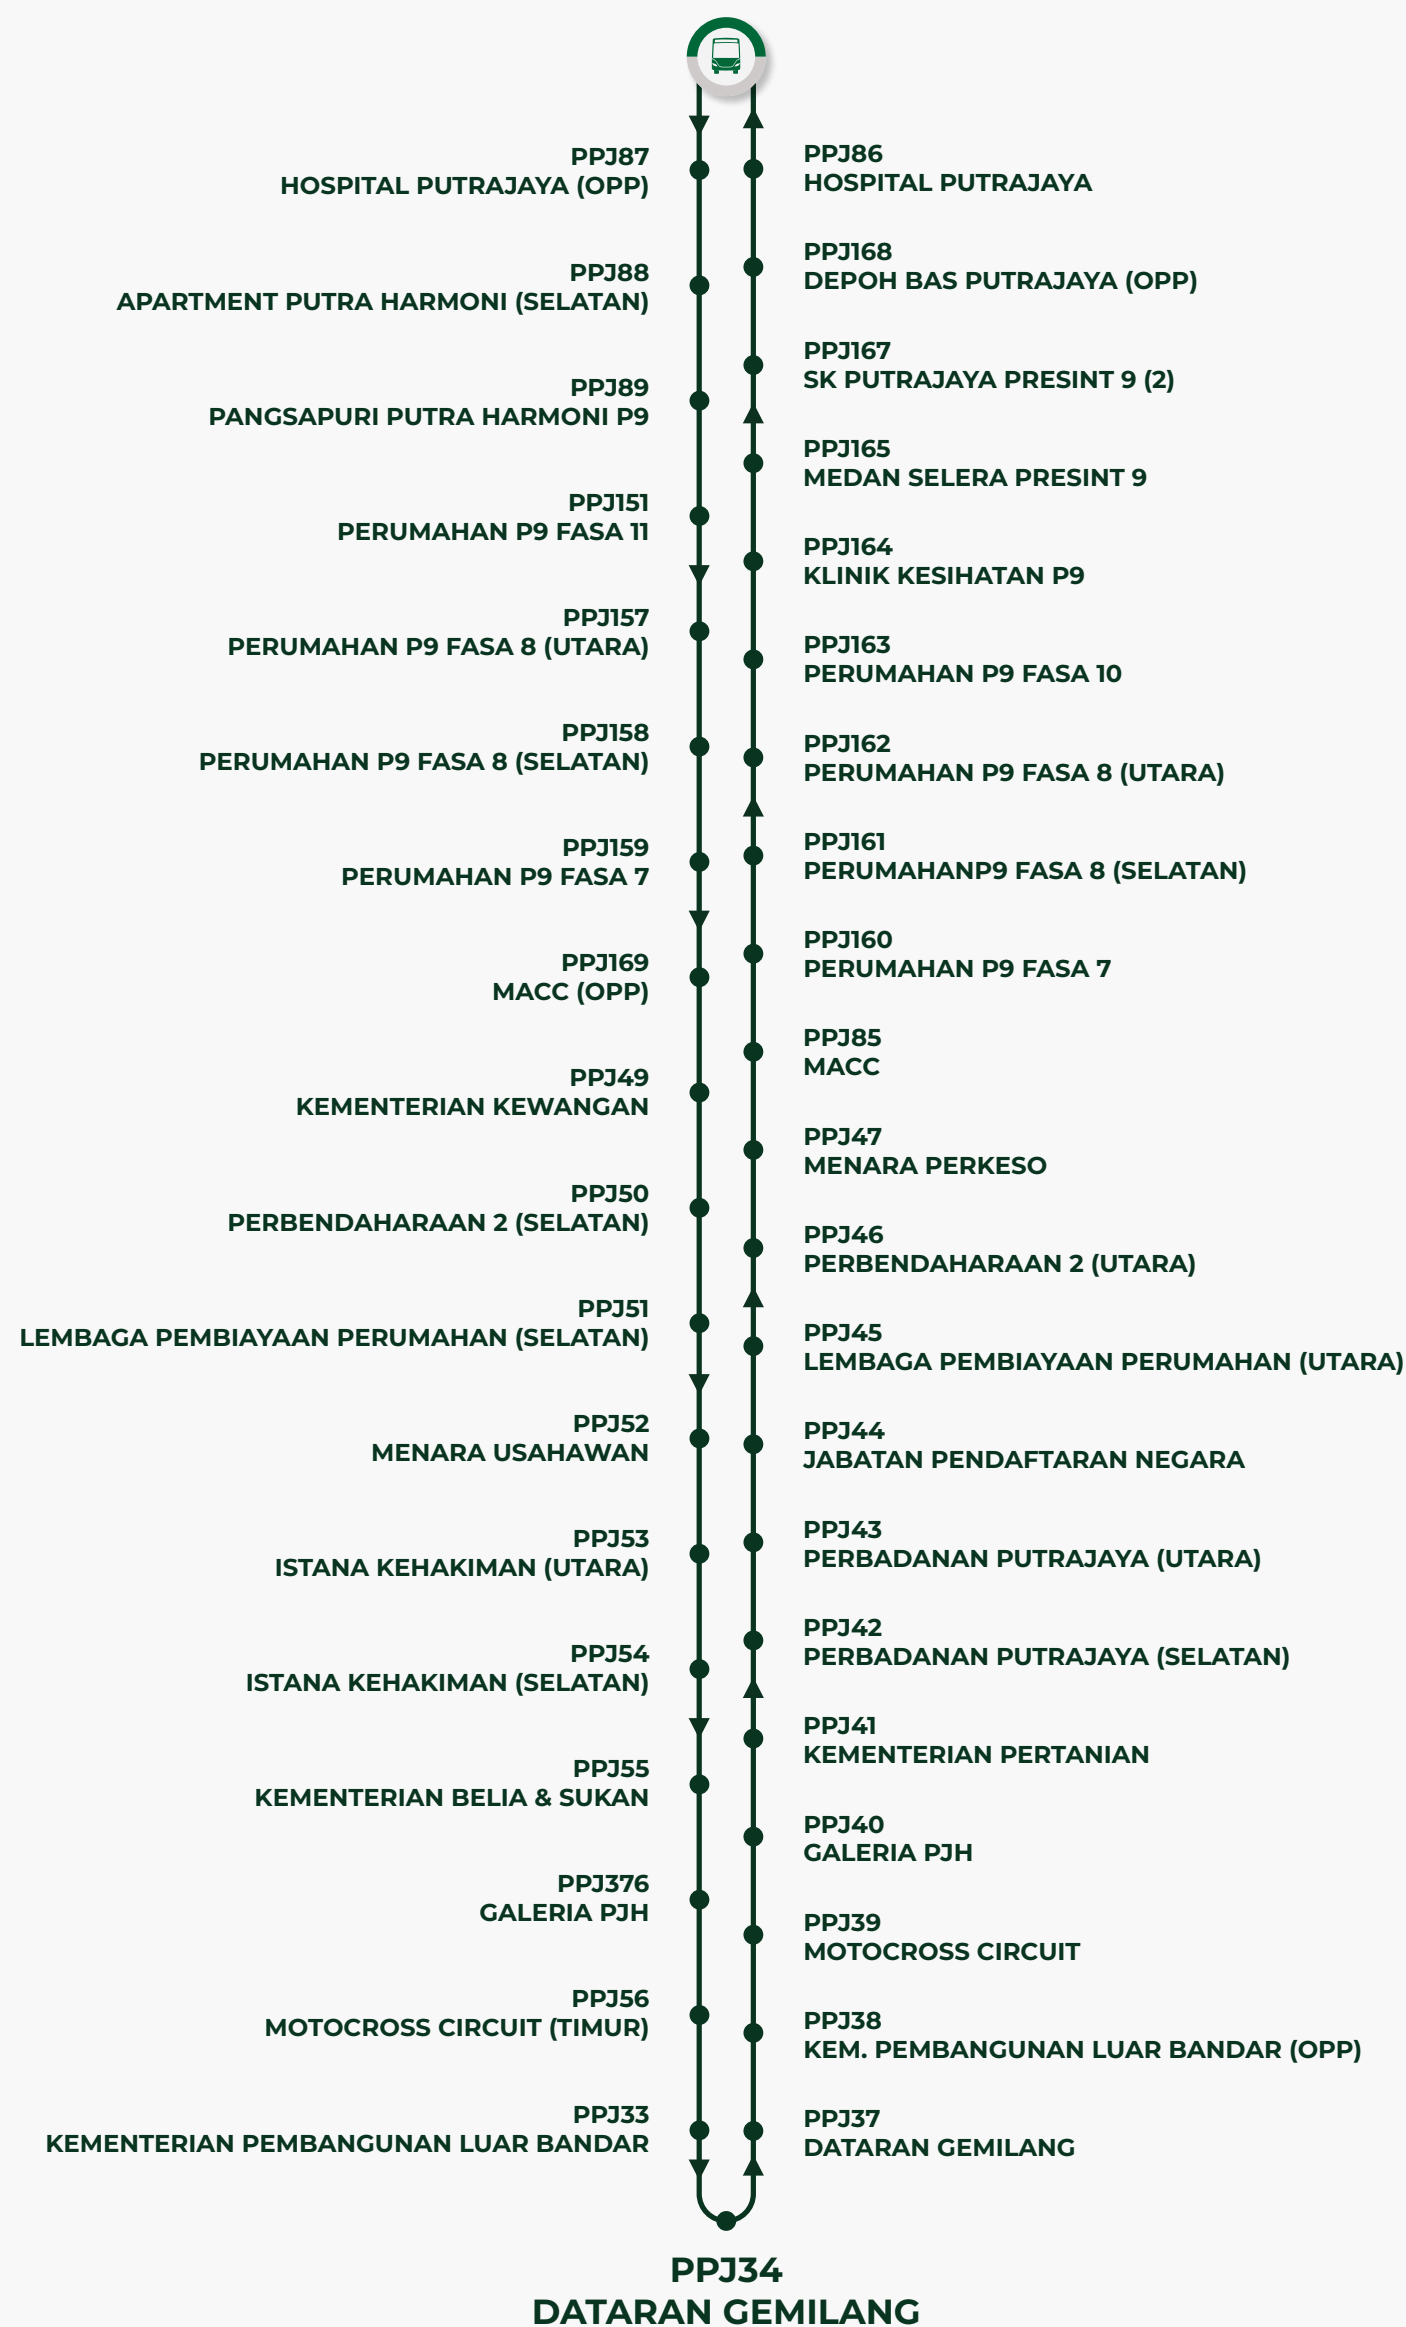 PPJ87
HOSPITAL PUTRAJAYA (OPP)
PPJ88
APARTMENT PUTRA HARMONI (SELATAN)
PPJ89
PANGSAPURI PUTRA HARMONI P9
PPJ151
PERUMAHAN P9 FASA 11
PPJ157
PERUMAHAN P9 FASA 8 (UTARA)
PPJ158
PERUMAHAN P9 FASA 8 (SELATAN)
PPJ159
PERUMAHAN P9 FASA 7
PPJ169
MACC (OPP)
PPJ49
KEMENTERIAN KEWANGAN
PPJ50
PERBENDAHARAAN 2 (SELATAN)
PPJ51
LEMBAGA PEMBIAYAAN PERUMAHAN (SELATAN)
PPJ52
MENARA USAHAWAN
PPJ53
ISTANA KEHAKIMAN (UTARA)
PPJ54
ISTANA KEHAKIMAN (SELATAN)
PPJ55
KEMENTERIAN BELIA & SUKAN
PPJ376
GALERIA PJH
PPJ56
MOTOCROSS CIRCUIT (TIMUR)
PPJ33
KEMENTERIAN PEMBANGUNAN LUAR BANDAR
PPJ86
HOSPITAL PUTRAJAYA
PPJ168
DEPOH BAS PUTRAJAYA (OPP)
PPJ167
SK PUTRAJAYA PRESINT 9 (2)
PPJ165
MEDAN SELERA PRESINT 9
PPJ164
KLINIK KESIHATAN P9
PPJ163
PERUMAHAN P9 FASA 10
PPJ162
PERUMAHAN P9 FASA 8 (UTARA)
PPJ161
PERUMAHANP9 FASA 8 (SELATAN)
PPJ160
PERUMAHAN P9 FASA 7
PPJ85
MACC
PPJ47
MENARA PERKESO
PPJ46
PERBENDAHARAAN 2 (UTARA)
PPJ45
LEMBAGA PEMBIAYAAN PERUMAHAN (UTARA)
PPJ44
JABATAN PENDAFTARAN NEGARA
PPJ43
PERBADANAN PUTRAJAYA (UTARA)
PPJ42
PERBADANAN PUTRAJAYA (SELATAN)
PPJ41
KEMENTERIAN PERTANIAN
PPJ40
GALERIA PJH
PPJ39
MOTOCROSS CIRCUIT
PPJ38
KEM. PEMBANGUNAN LUAR BANDAR (OPP)
PPJ37
DATARAN GEMILANG
PPJ34
DATARAN GEMILANG